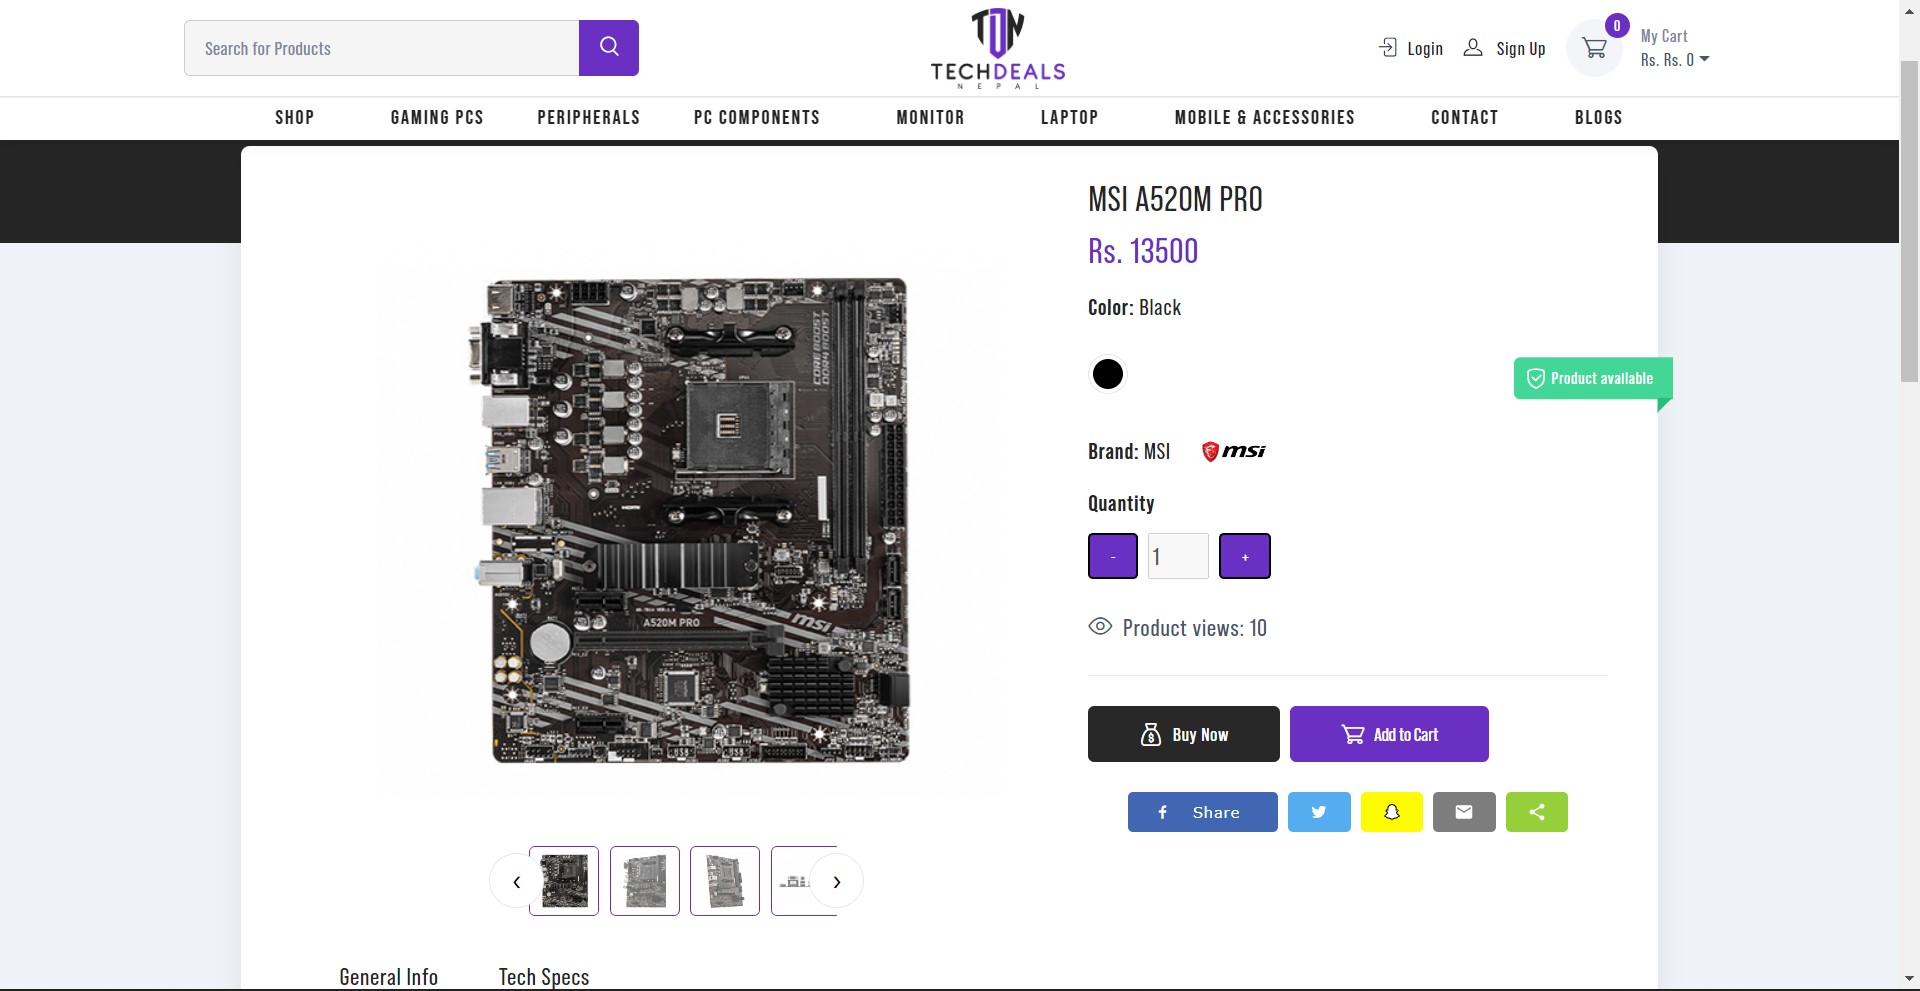 Search for Products
TECHDEALS
NEPAL
Login
Sign Up
0
My Cart
Rs. Rs. 0
SHOP
GAMING PCS
PERIPHERALS
PC COMPONENTS
MONITOR
LAPTOP
MOBILE & ACCESSORIES
CONTACT
BLOGS
MSI A520M PRO
Rs. 13500
Color: Black
Product available
Brand: MSI
msi
Quantity
-
1
+
Product views: 10
Buy Now
Add to Cart
Share
CORE BOOST
DDR4 BOOST
HDMI
A520M PRO
msi
‹
›
General Info
Tech Specs